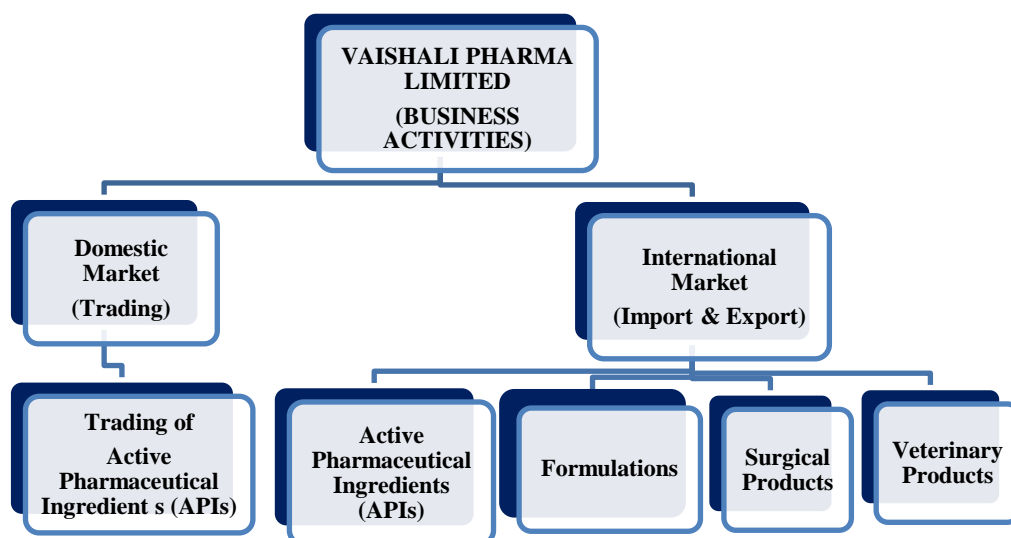 VAISHALI PHARMA
LIMITED
(BUSINESS
ACTIVITIES)
Domestic
Market
(Trading)
International
Market
(Import & Export)
Trading of
Active
Pharmaceutical
Ingredient s (APIs)
Active
Pharmaceutical
Ingredients
(APIs)
Formulations
Surgical
Products
Veterinary
Products